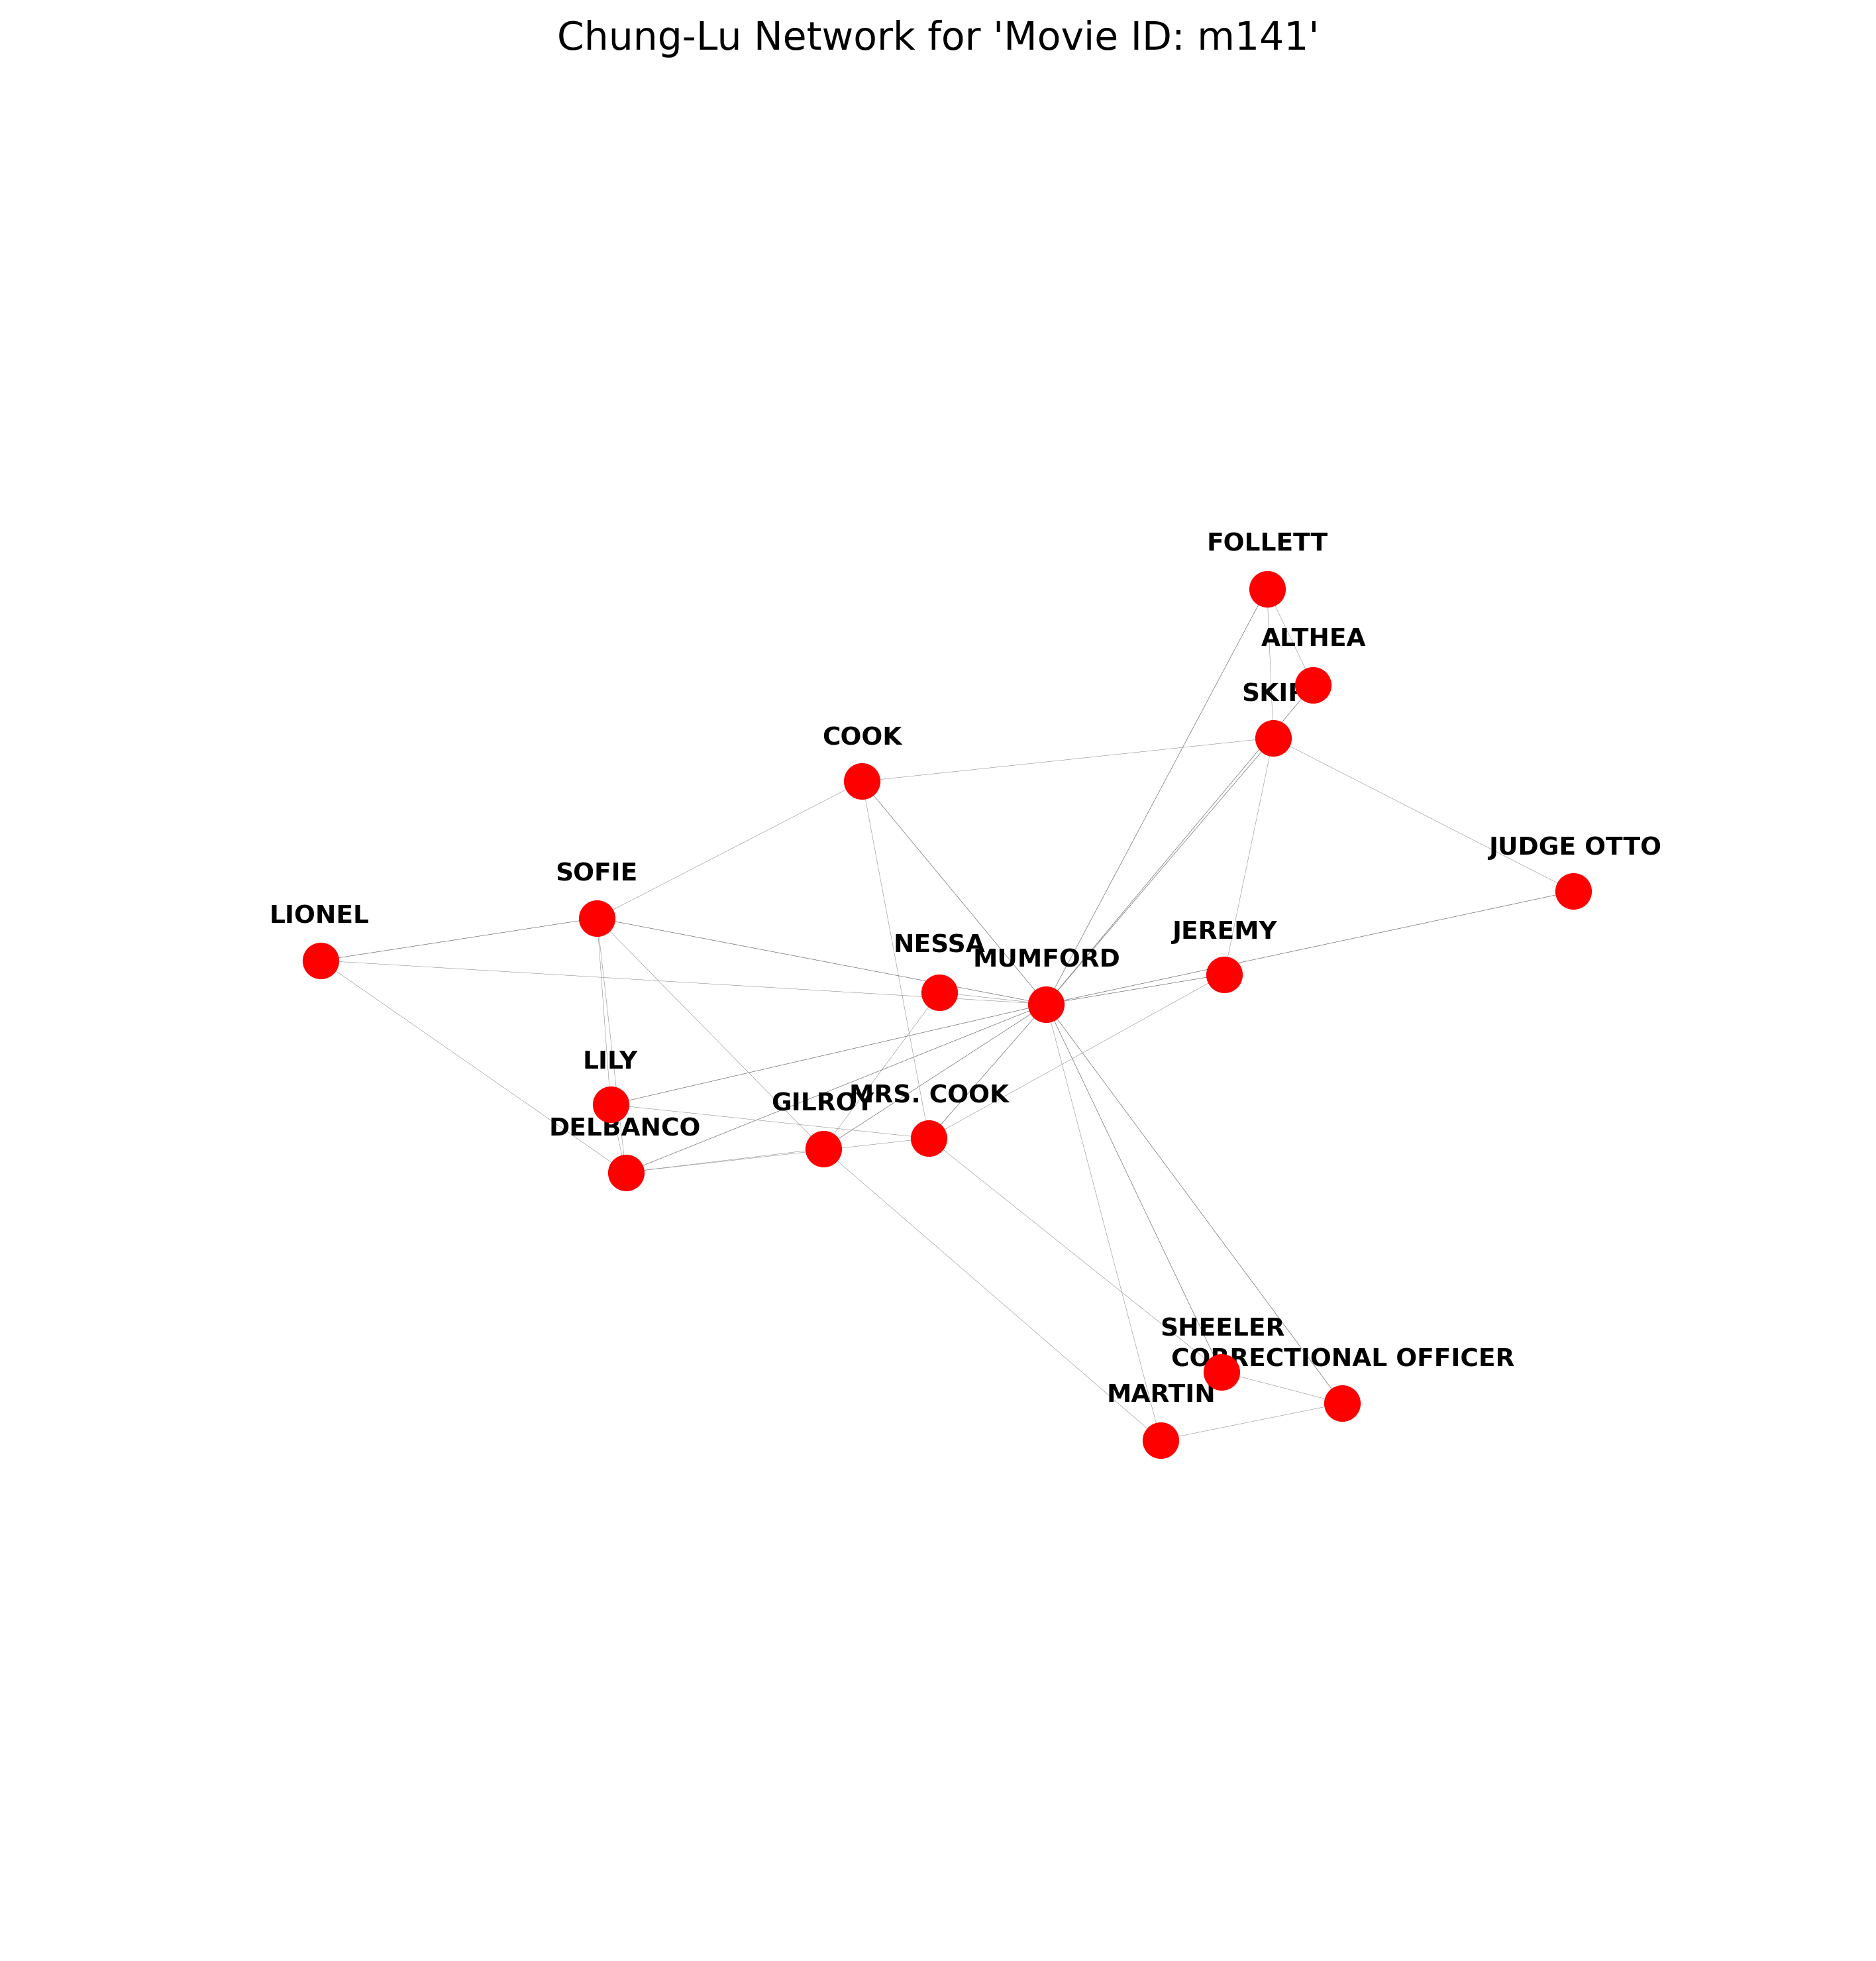 Chung-Lu Network for 'Movie ID: m141'
FOLLETT
ALTHEA
SKIP
COOK
JUDGE OTTO
SOFIE
LIONEL
JEREMY
NESSA
MUMFORD
LILY
MRS. COOK
GILROY
DELBANCO
SHEELER
CORRECTIONAL OFFICER
MARTIN